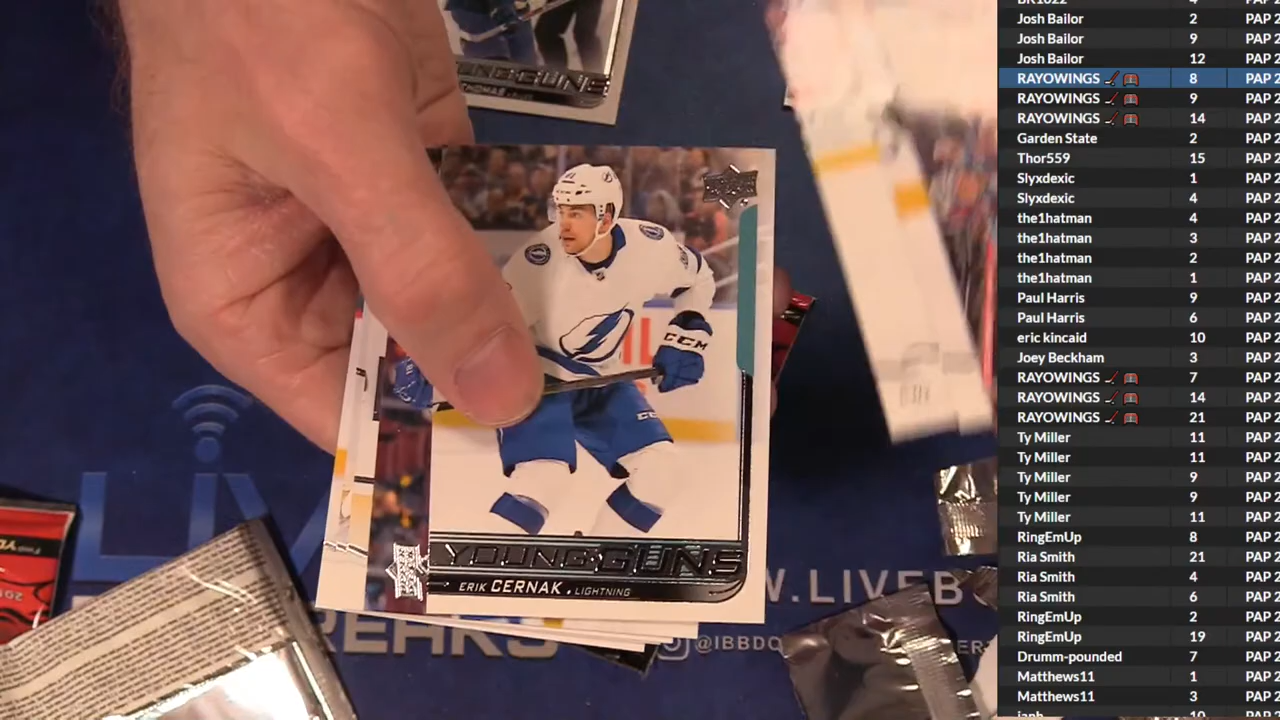 YOUNG GUNS
THOMAS
CCM
YOUNG GUNS
ERIK CERNAK . LIGHTNING
LIV
REAKS
W.LIVEB
@IBBDO
BR1022 4 PAP 2
Josh Bailor 2 PAP 2
Josh Bailor 9 PAP 2
Josh Bailor 12 PAP 2
RAYOWINGS 8 PAP 2
RAYOWINGS 9 PAP 2
RAYOWINGS 14 PAP 2
Garden State 2 PAP 2
Thor559 15 PAP 2
Slyxdexic 1 PAP 2
Slyxdexic 4 PAP 2
the1hatman 4 PAP 2
the1hatman 3 PAP 2
the1hatman 2 PAP 2
the1hatman 1 PAP 2
Paul Harris 9 PAP 2
Paul Harris 6 PAP 2
eric kincaid 10 PAP 2
Joey Beckham 3 PAP 2
RAYOWINGS 7 PAP 2
RAYOWINGS 14 PAP 2
RAYOWINGS 21 PAP 2
Ty Miller 11 PAP 2
Ty Miller 11 PAP 2
Ty Miller 9 PAP 2
Ty Miller 9 PAP 2
Ty Miller 11 PAP 2
RingEmUp 8 PAP 2
Ria Smith 21 PAP 2
Ria Smith 4 PAP 2
Ria Smith 6 PAP 2
RingEmUp 2 PAP 2
RingEmUp 19 PAP 2
Drumm-pounded 7 PAP 2
Matthews11 1 PAP 2
Matthews11 3 PAP 2